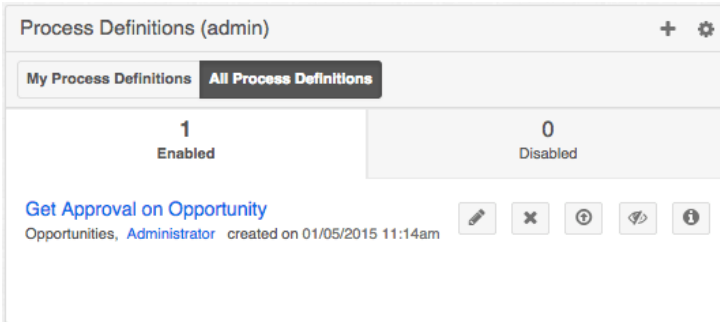 Process Definitions (admin)
My Process Definitions All Process Definitions
1 0
Enabled Disabled
Get Approval on Opportunity
Opportunities, Administrator created on 01/05/2015 11:14am